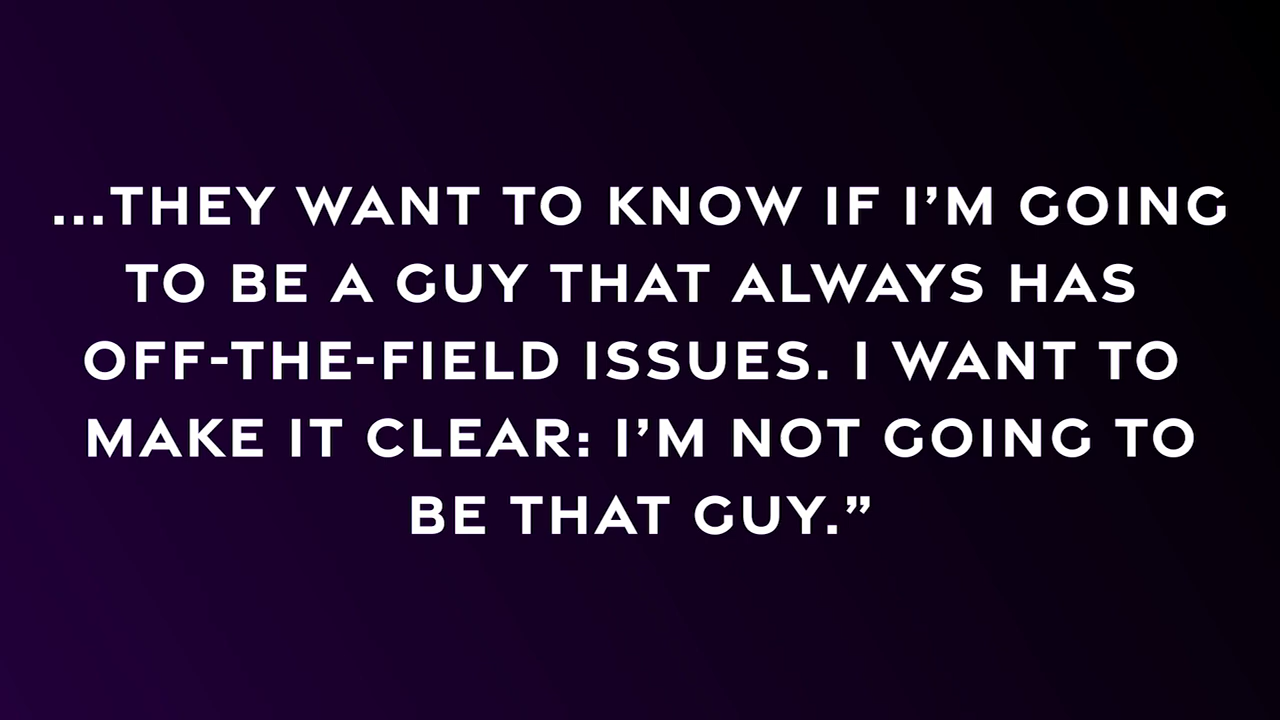 ...THEY WANT TO KNOW IF I’M GOING
TO BE A GUY THAT ALWAYS HAS
OFF-THE-FIELD ISSUES. I WANT TO
MAKE IT CLEAR: I’M NOT GOING TO
BE THAT GUY.”